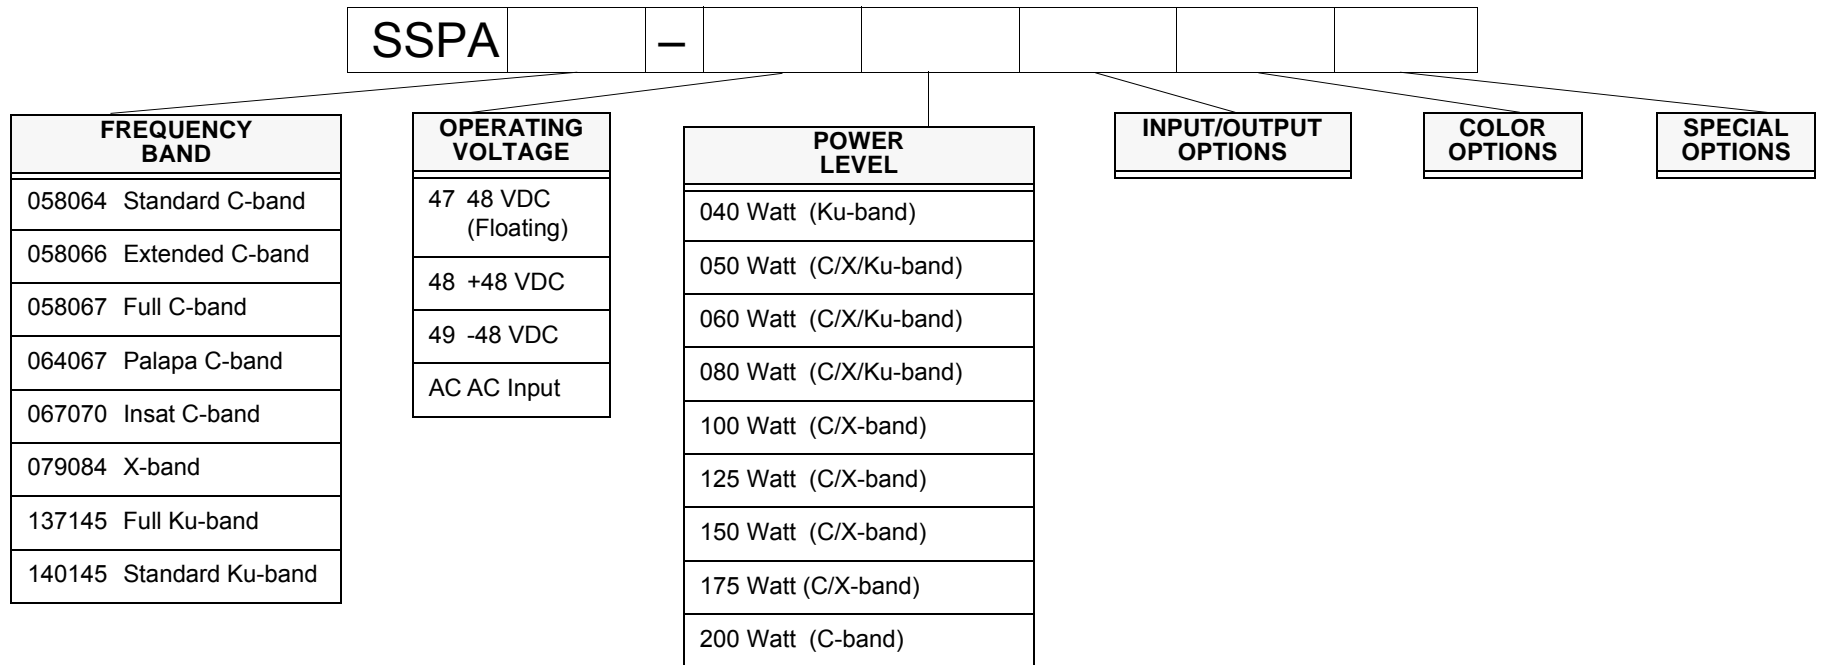 SSPA –
FREQUENCY
BAND
058064 Standard C-band
058066 Extended C-band
058067 Full C-band
064067 Palapa C-band
067070 Insat C-band
079084 X-band
137145 Full Ku-band
140145 Standard Ku-band
OPERATING
VOLTAGE
47 48 VDC
(Floating)
48 +48 VDC
49 -48 VDC
AC AC Input
POWER
LEVEL
040 Watt (Ku-band)
050 Watt (C/X/Ku-band)
060 Watt (C/X/Ku-band)
080 Watt (C/X/Ku-band)
100 Watt (C/X-band)
125 Watt (C/X-band)
150 Watt (C/X-band)
175 Watt (C/X-band)
200 Watt (C-band)
INPUT/OUTPUT
OPTIONS
COLOR
OPTIONS
SPECIAL
OPTIONS